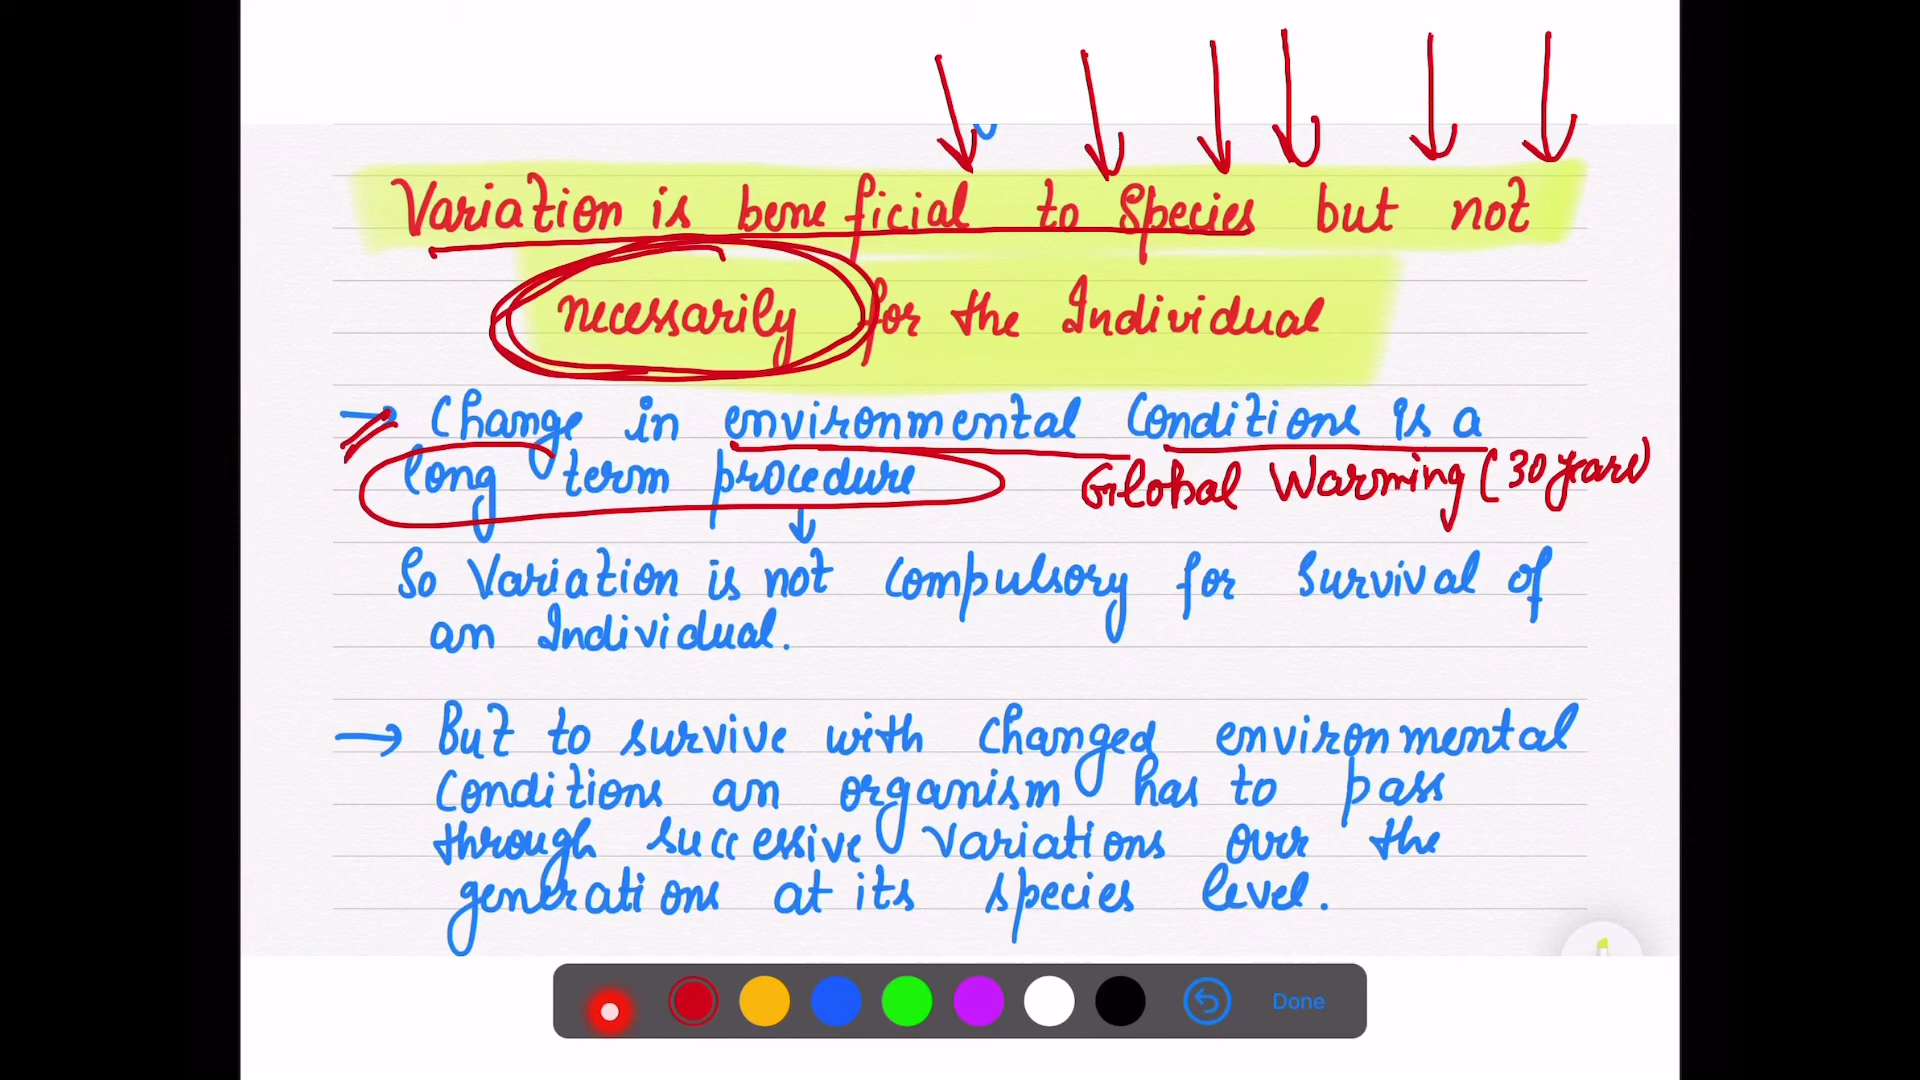 Variation is beneficial to Species but not
necessarily for the Individual
→ Change in environmental Conditions is a
long term procedure Global Warming (30 years)
So Variation is not Compulsory for Survival of
an Individual.
→ But to survive with Changed environmental
Conditions an organism has to pass
through successive Variations over the
generations at its species level.
Done